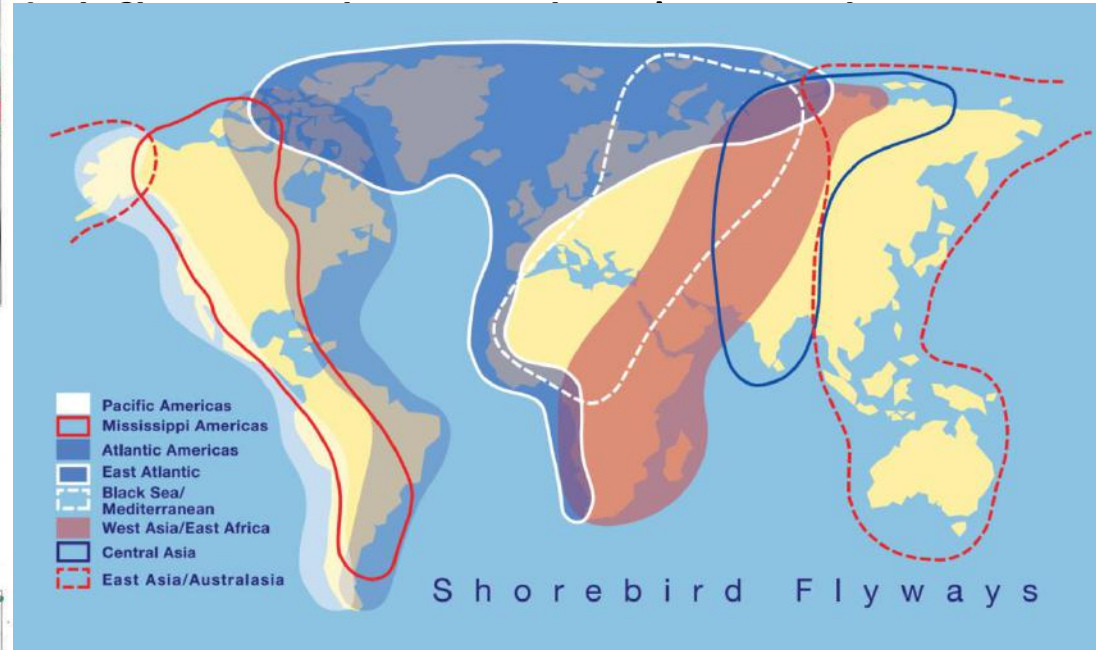 Pacific Americas
Mississippi Americas
Atlantic Americas
East Atlantic
Black Sea/
Mediterranean
West Asia/East Africa
Central Asia
East Asia/Australasia
Shorebird Flyways